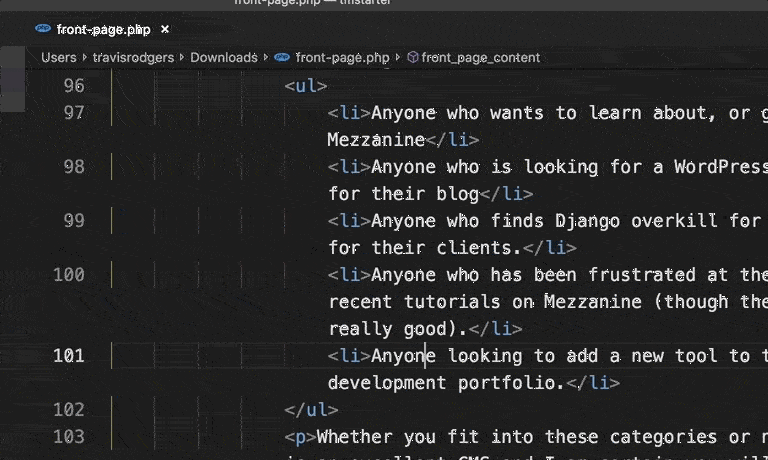 front-page.php — tmstarter
php front-page.php ×
Users › travisrodgers › Downloads › php front-page.php › front_page_content
96 <ul>
97 <li>Anyone who wants to learn about, or g
Mezzanine</li>
98 <li>Anyone who is looking for a WordPress
for their blog</li>
99 <li>Anyone who finds Django overkill for
for their clients.</li>
100 <li>Anyone who has been frustrated at the
recent tutorials on Mezzanine (though the
really good).</li>
101 <li>Anyone looking to add a new tool to t
development portfolio.</li>
102 </ul>
103 <p>Whether you fit into these categories or n